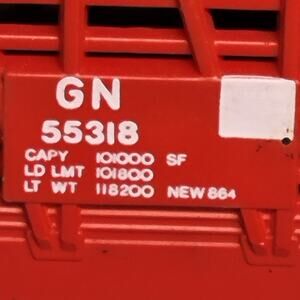 GN
55318
CAPY 101000 SF
LD LMT 101800
LT WT 118200 NEW 864